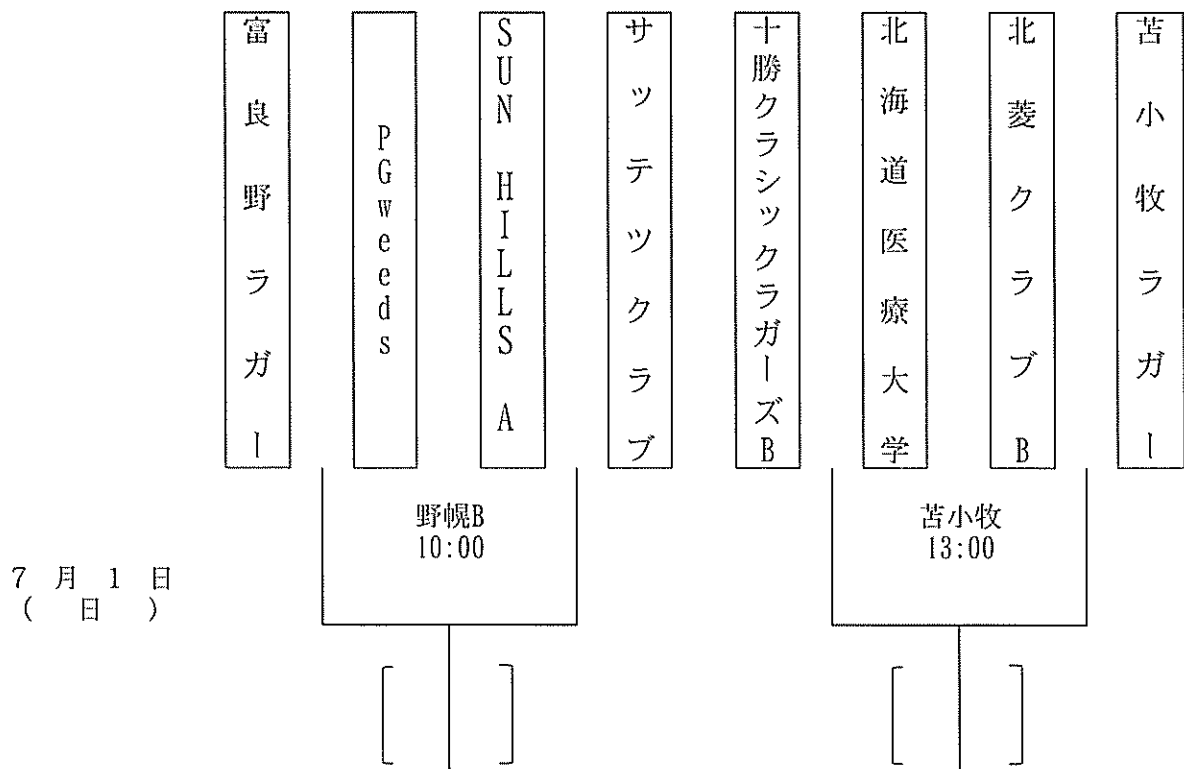 富良野ラガー
PGweeds
SUN HILLS A
サッテツクラブ
十勝クラシックラガーズB
北海道医療大学
北菱クラブB
苫小牧ラガー
野幌B
10:00
苫小牧
13:00
7 月 1 日
( 日 )